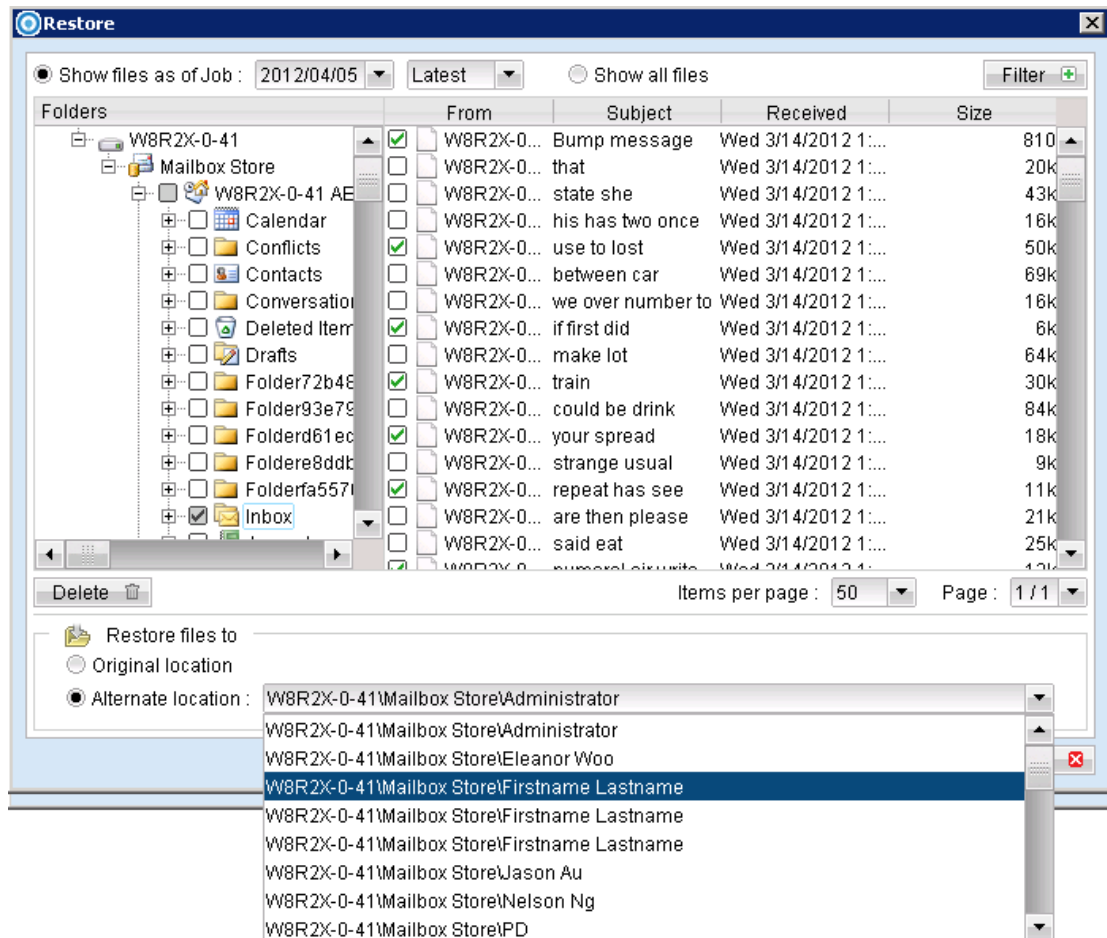 Restore
Show files as of Job : 2012/04/05 Latest Show all files Filter
Folders From Subject Received Size
W8R2X-0-41 W8R2X-0... Bump message Wed 3/14/2012 1:... 810
Mailbox Store W8R2X-0... that Wed 3/14/2012 1:... 20k
W8R2X-0-41 AE W8R2X-0... state she Wed 3/14/2012 1:... 43k
Calendar W8R2X-0... his has two once Wed 3/14/2012 1:... 16k
Conflicts W8R2X-0... use to lost Wed 3/14/2012 1:... 50k
Contacts W8R2X-0... between car Wed 3/14/2012 1:... 69k
Conversation W8R2X-0... we over number to Wed 3/14/2012 1:... 16k
Deleted Item W8R2X-0... if first did Wed 3/14/2012 1:... 6k
Drafts W8R2X-0... make lot Wed 3/14/2012 1:... 64k
Folder72b48 W8R2X-0... train Wed 3/14/2012 1:... 30k
Folder93e79 W8R2X-0... could be drink Wed 3/14/2012 1:... 84k
Folderd61ec W8R2X-0... your spread Wed 3/14/2012 1:... 18k
Foldere8ddb W8R2X-0... strange usual Wed 3/14/2012 1:... 9k
Folderfa557 W8R2X-0... repeat has see Wed 3/14/2012 1:... 11k
Inbox W8R2X-0... are then please Wed 3/14/2012 1:... 21k
W8R2X-0... said eat Wed 3/14/2012 1:... 25k
Delete Items per page : 50 Page : 1 / 1
Restore files to
Original location
Alternate location : W8R2X-0-41\Mailbox Store\Administrator
W8R2X-0-41\Mailbox Store\Administrator
W8R2X-0-41\Mailbox Store\Eleanor Woo
W8R2X-0-41\Mailbox Store\Firstname Lastname
W8R2X-0-41\Mailbox Store\Firstname Lastname
W8R2X-0-41\Mailbox Store\Firstname Lastname
W8R2X-0-41\Mailbox Store\Jason Au
W8R2X-0-41\Mailbox Store\Nelson Ng
W8R2X-0-41\Mailbox Store\PD